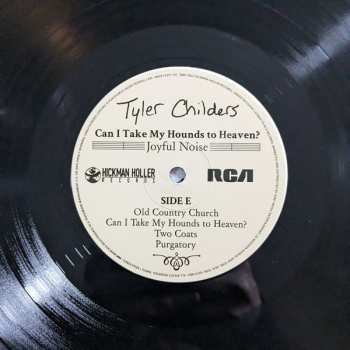 Tyler Childers
Can I Take My Hounds to Heaven?
Joyful Noise
HICKMAN HOLLER
RECORDS
RCA
SIDE E
Old Country Church
Can I Take My Hounds to Heaven?
Two Coats
Purgatory